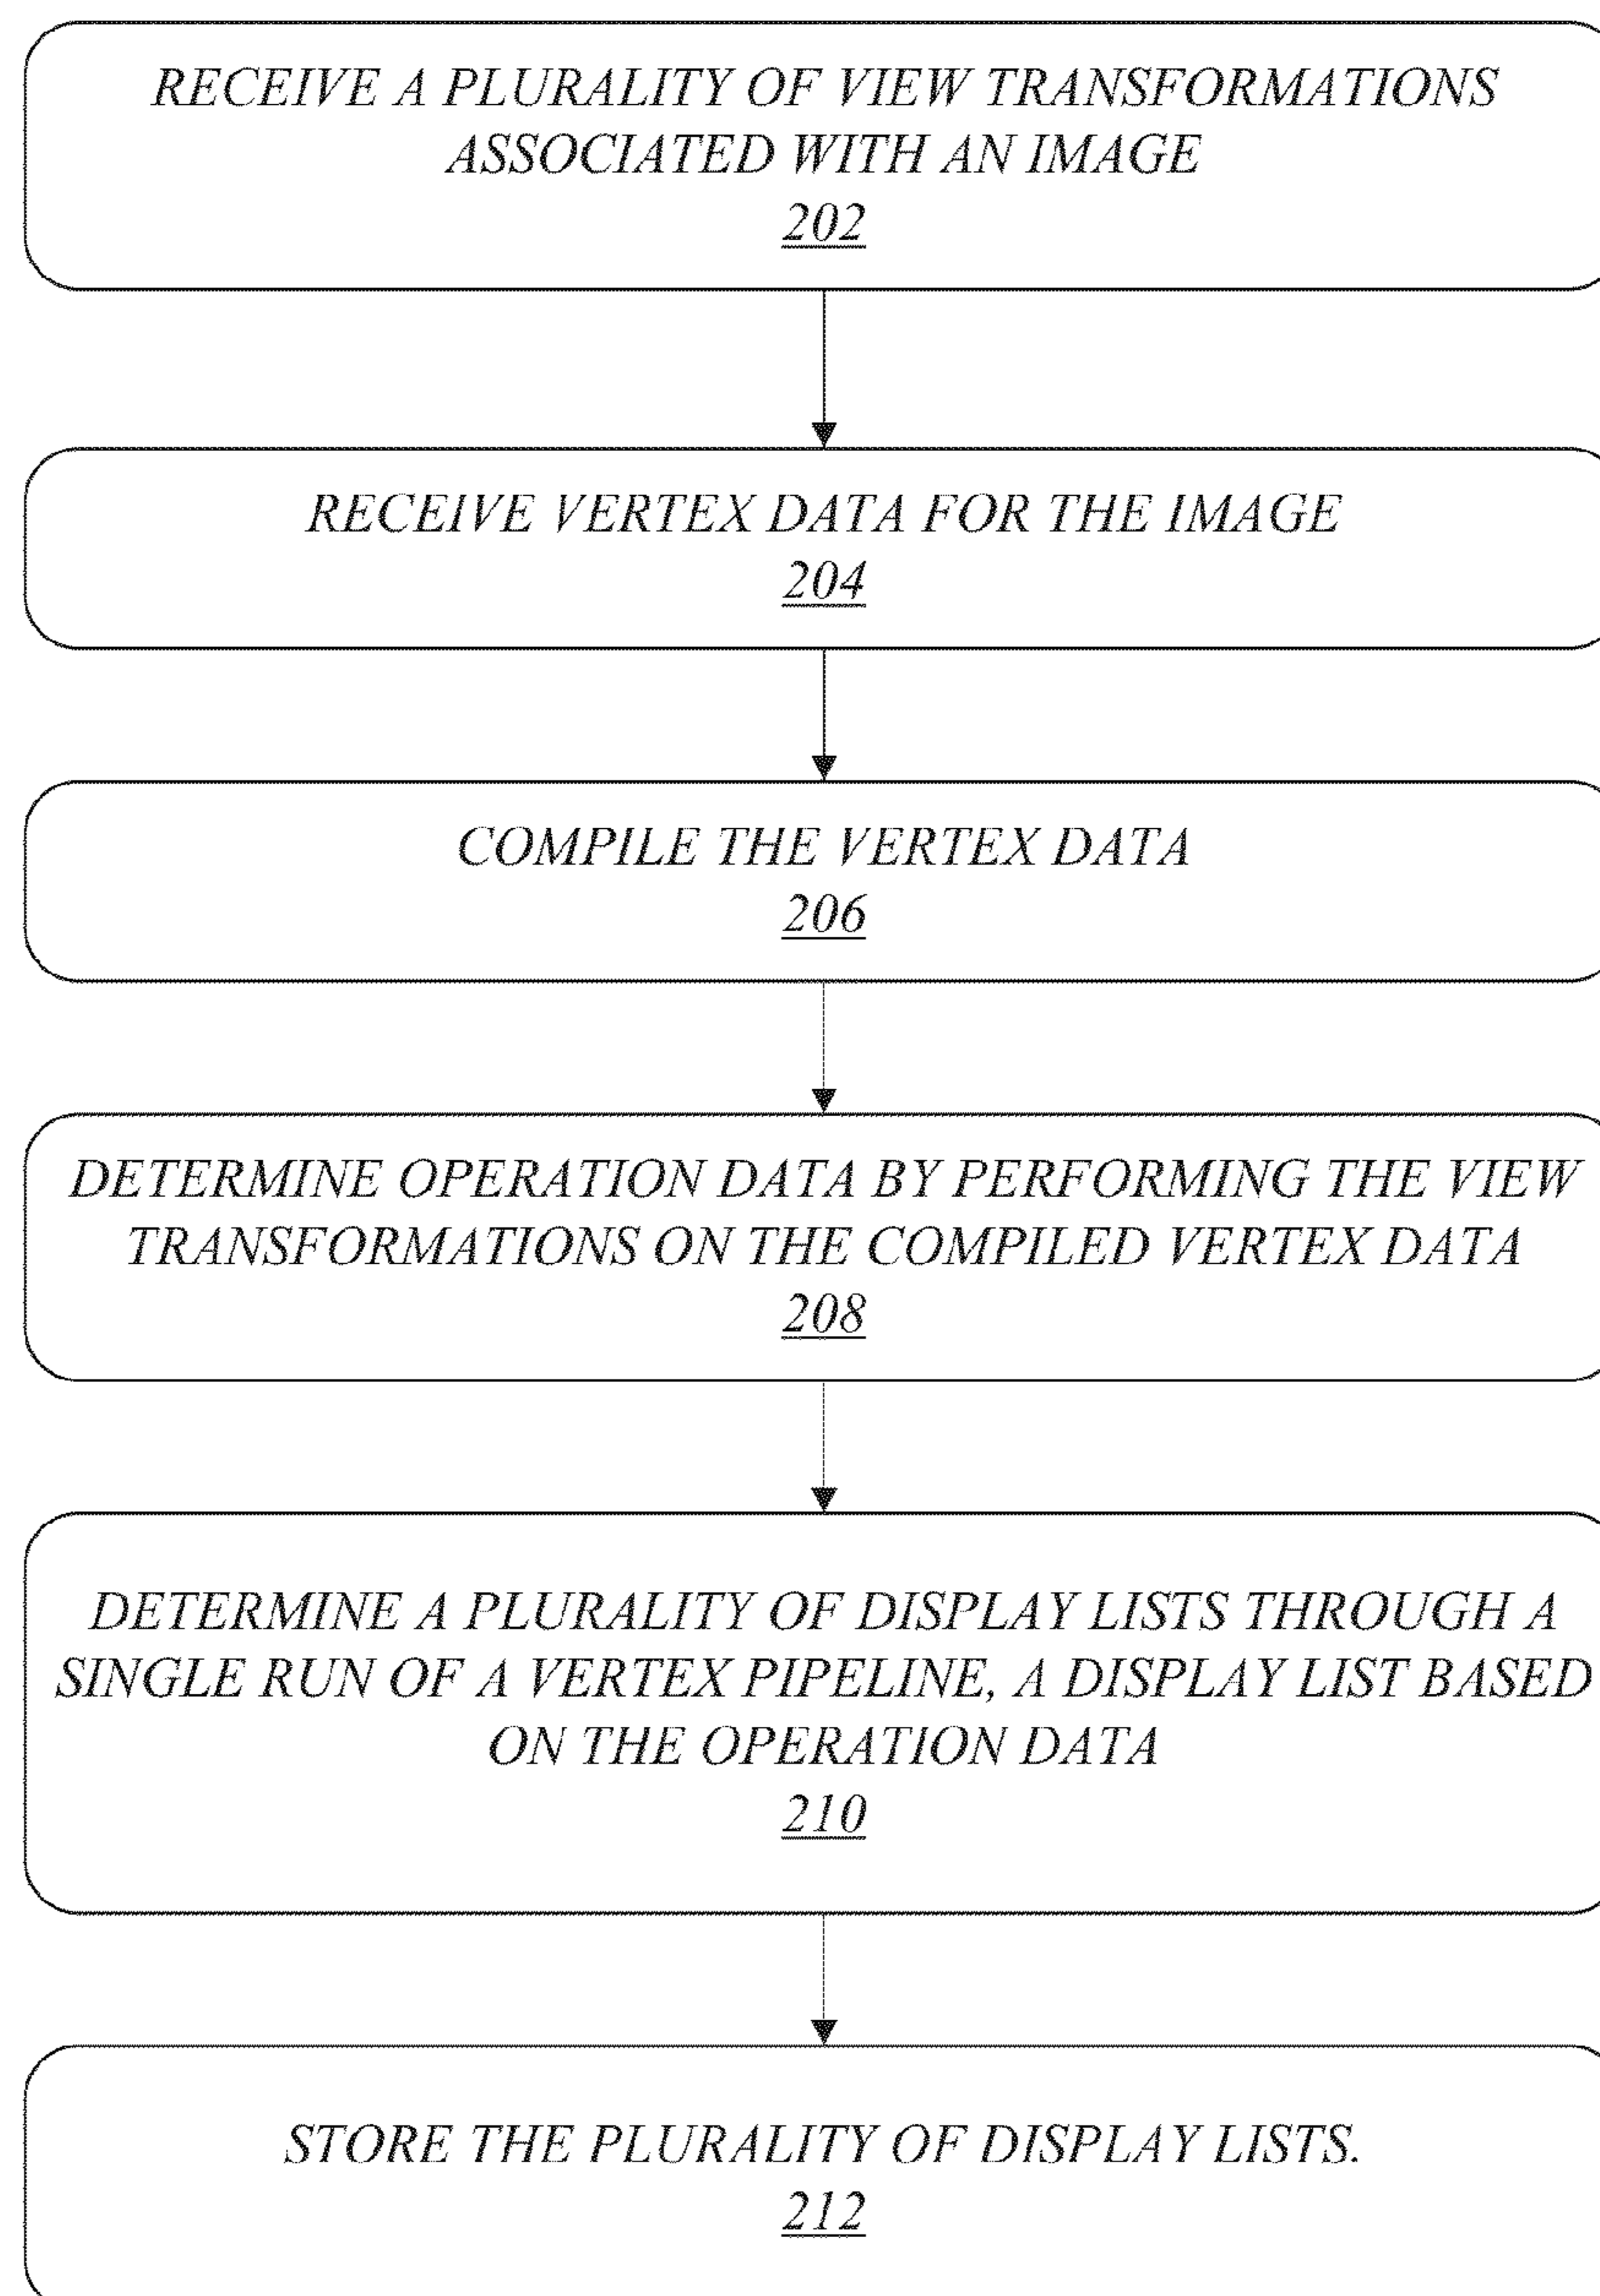 RECEIVE A PLURALITY OF VIEW TRANSFORMATIONS
ASSOCIATED WITH AN IMAGE
202
RECEIVE VERTEX DATA FOR THE IMAGE
204
COMPILE THE VERTEX DATA
206
DETERMINE OPERATION DATA BY PERFORMING THE VIEW
TRANSFORMATIONS ON THE COMPILED VERTEX DATA
208
DETERMINE A PLURALITY OF DISPLAY LISTS THROUGH A
SINGLE RUN OF A VERTEX PIPELINE, A DISPLAY LIST BASED
ON THE OPERATION DATA
210
STORE THE PLURALITY OF DISPLAY LISTS.
212